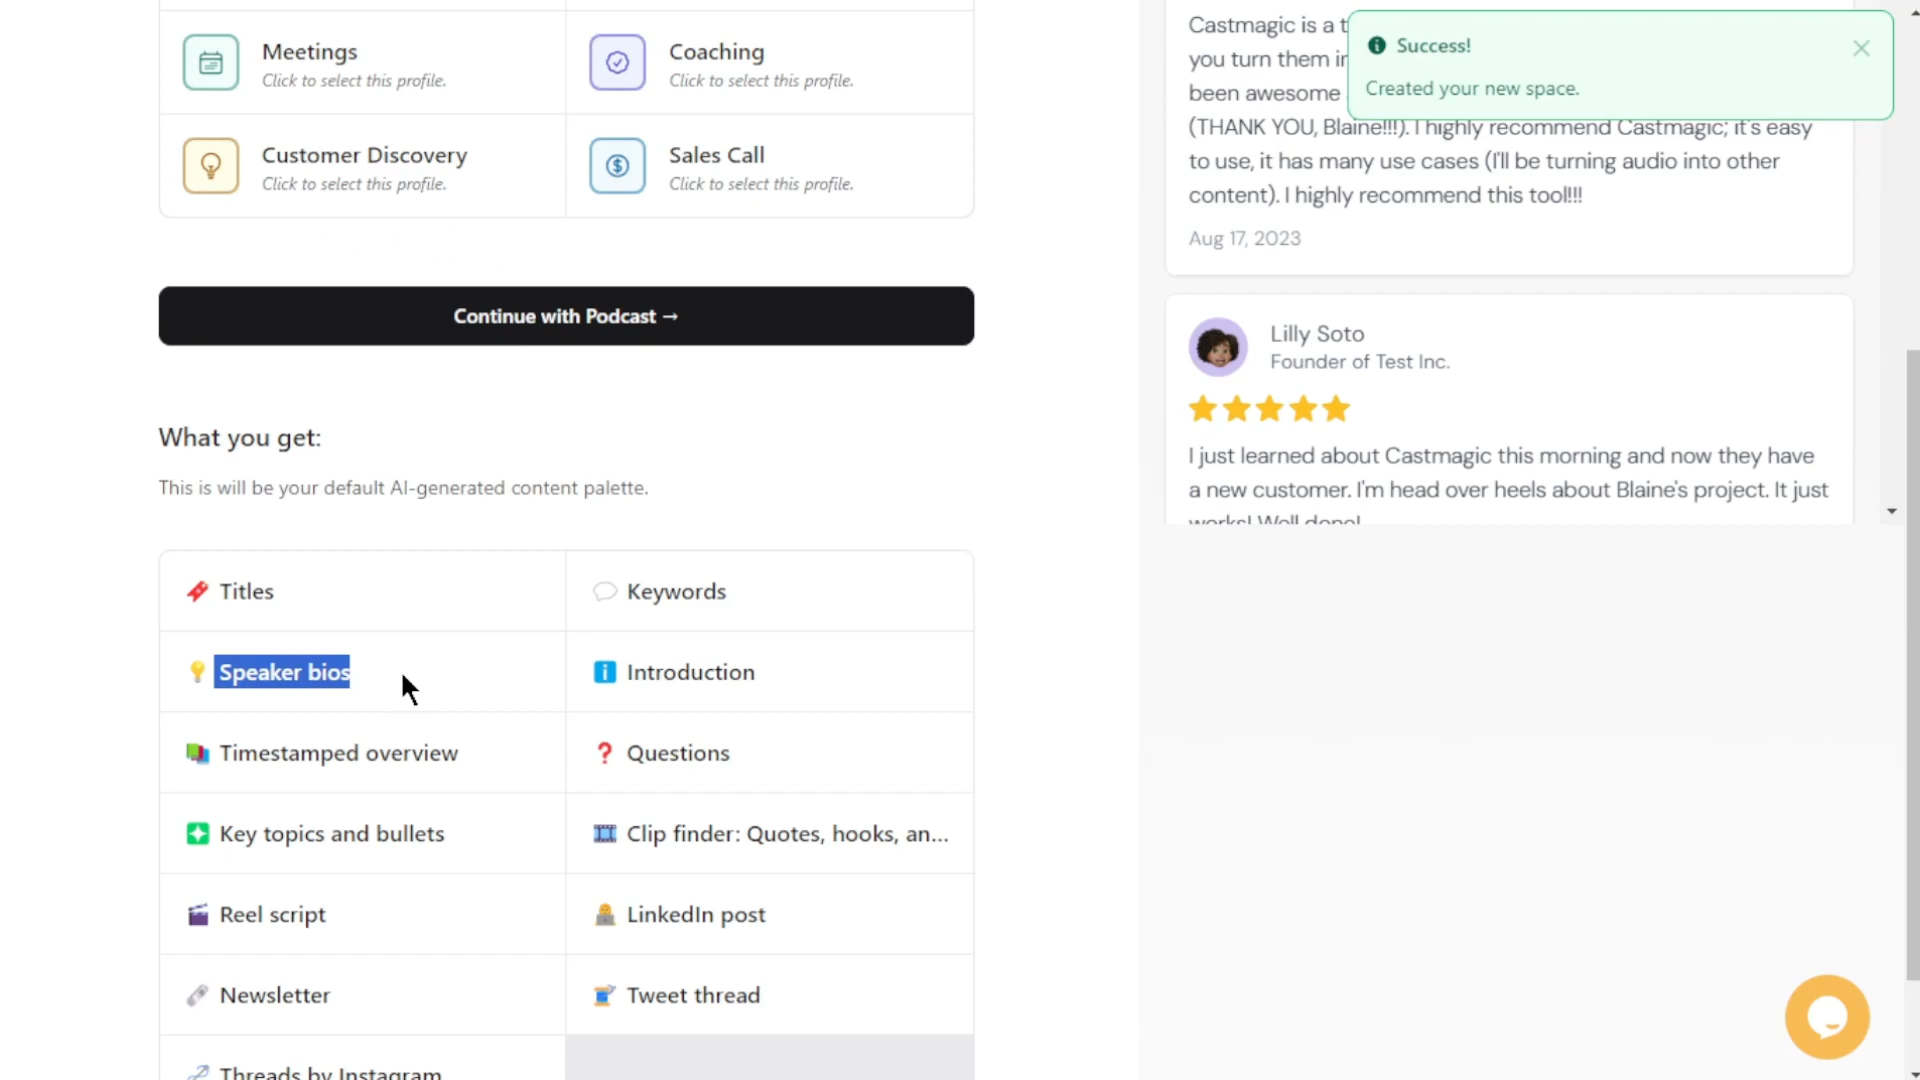 Meetings
Click to select this profile.
Coaching
Click to select this profile.
Customer Discovery
Click to select this profile.
Sales Call
Click to select this profile.
Continue with Podcast →
What you get:
This is will be your default AI-generated content palette.
Titles
Keywords
Speaker bios
Introduction
Timestamped overview
Questions
Key topics and bullets
Clip finder: Quotes, hooks, an...
Reel script
LinkedIn post
Newsletter
Tweet thread
Threads by Instagram
Castmagic is a t
you turn them in
been awesome
(THANK YOU, Blaine!!!). I highly recommend Castmagic; it's easy
to use, it has many use cases (I'll be turning audio into other
content). I highly recommend this tool!!!
Aug 17, 2023
Success!
Created your new space.
Lilly Soto
Founder of Test Inc.
I just learned about Castmagic this morning and now they have
a new customer. I'm head over heels about Blaine's project. It just
works! Well done!